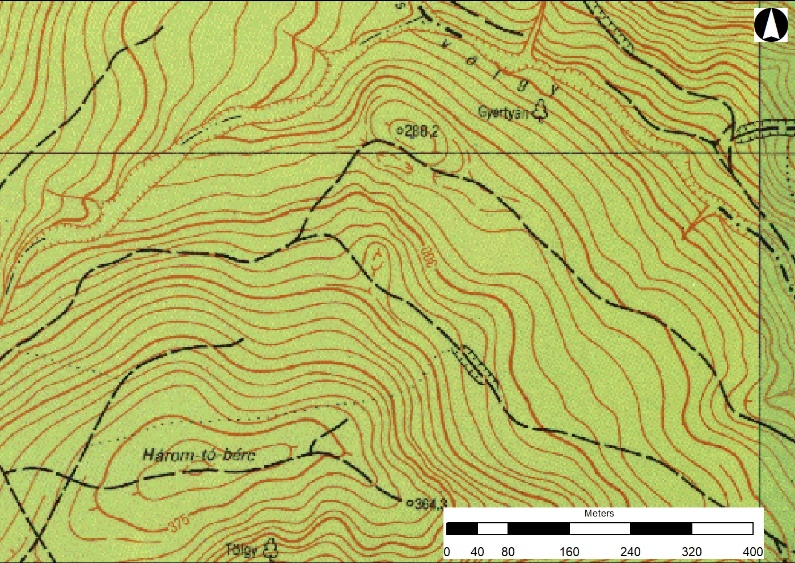 völgy
Gyertyán
288,2
300
Három-tó-bérc
364,3
375
Tölgy
Meters
0 40 80 160 240 320 400